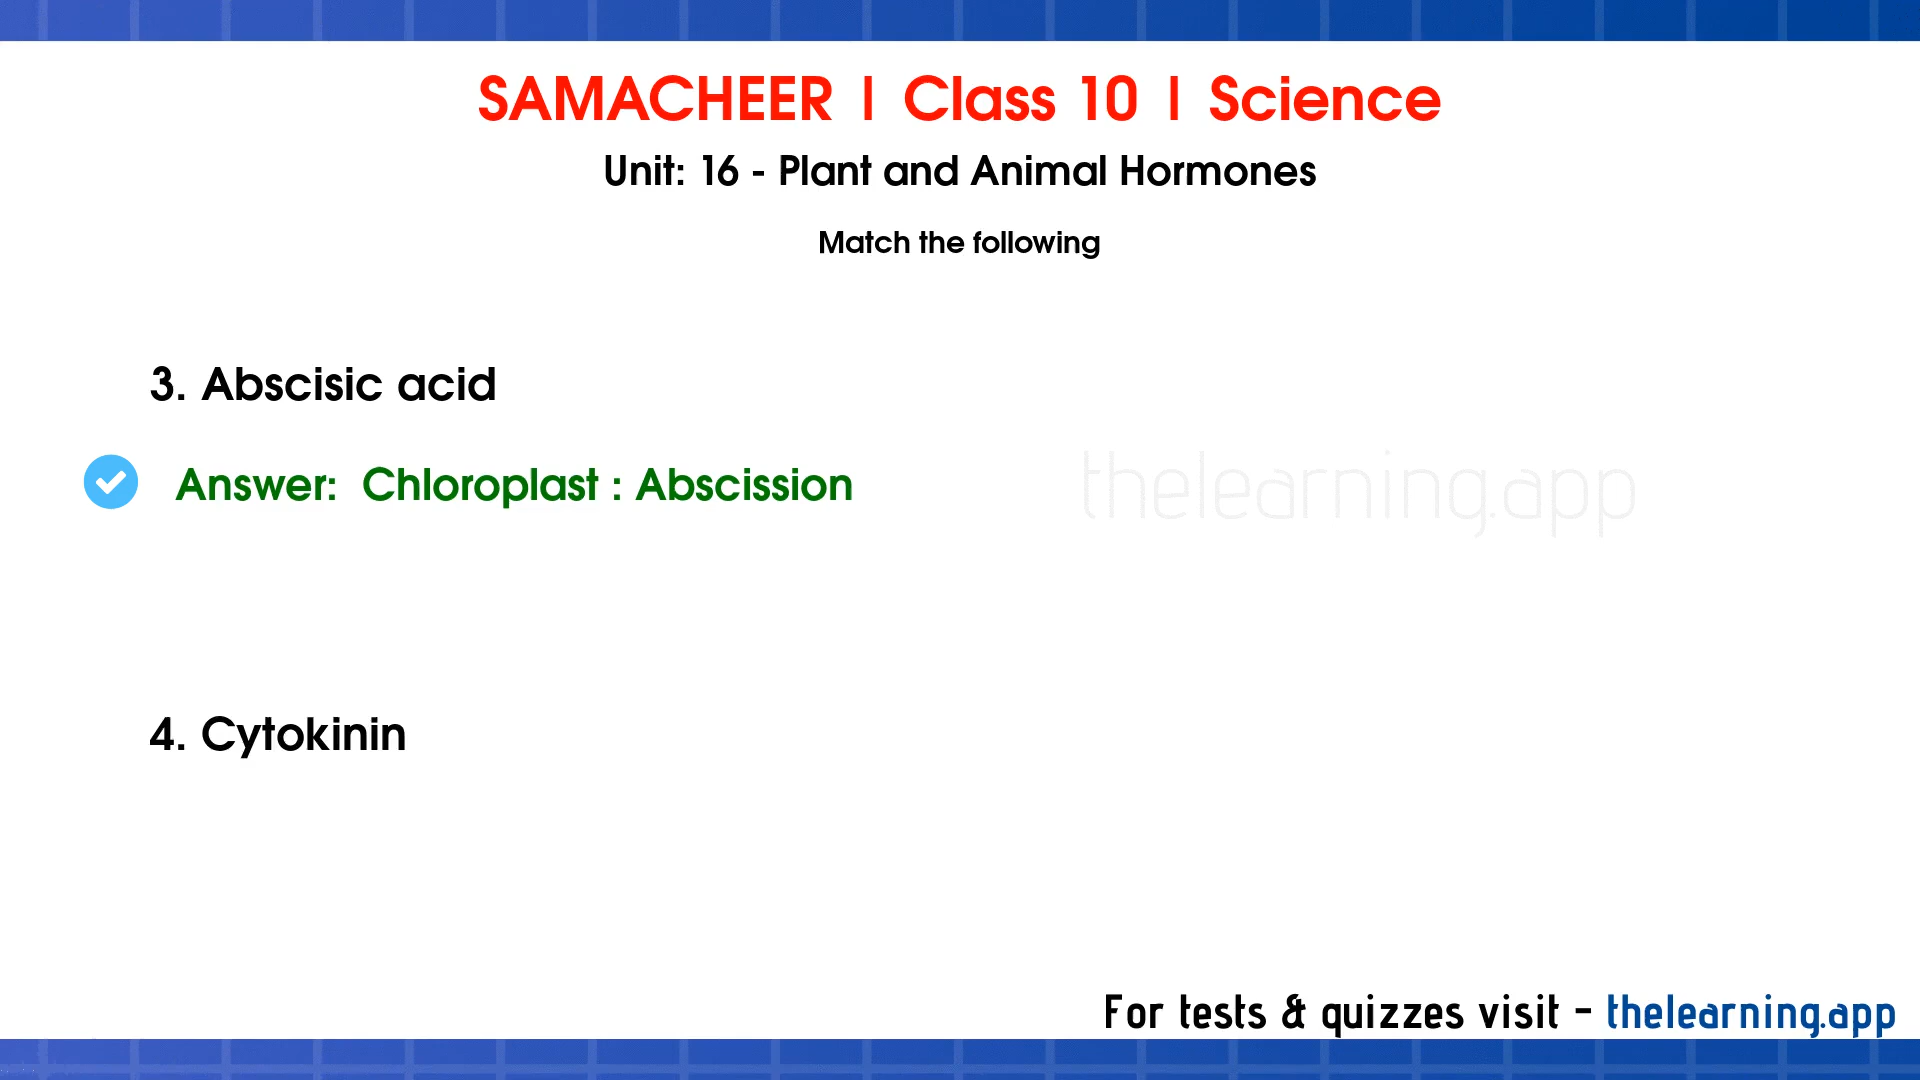 SAMACHEER | Class 10 | Science
Unit: 16 - Plant and Animal Hormones
Match the following
3. Abscisic acid
Answer: Chloroplast : Abscission
thelearning.app
4. Cytokinin
For tests & quizzes visit - thelearning.app